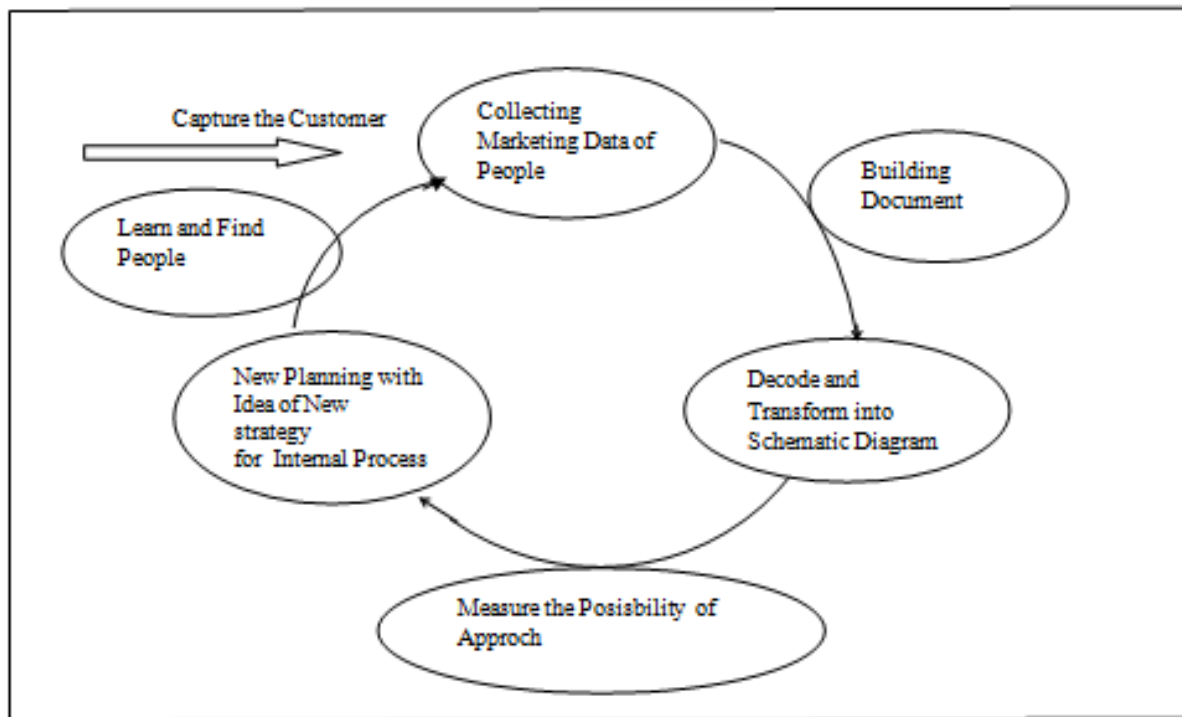 Capture the Customer
Collecting
Marketing Data of
People
Building
Document
Learn and Find
People
New Planning with
Idea of New
strategy
for Internal Process
Decode and
Transform into
Schematic Diagram
Measure the Posisbility of
Approch